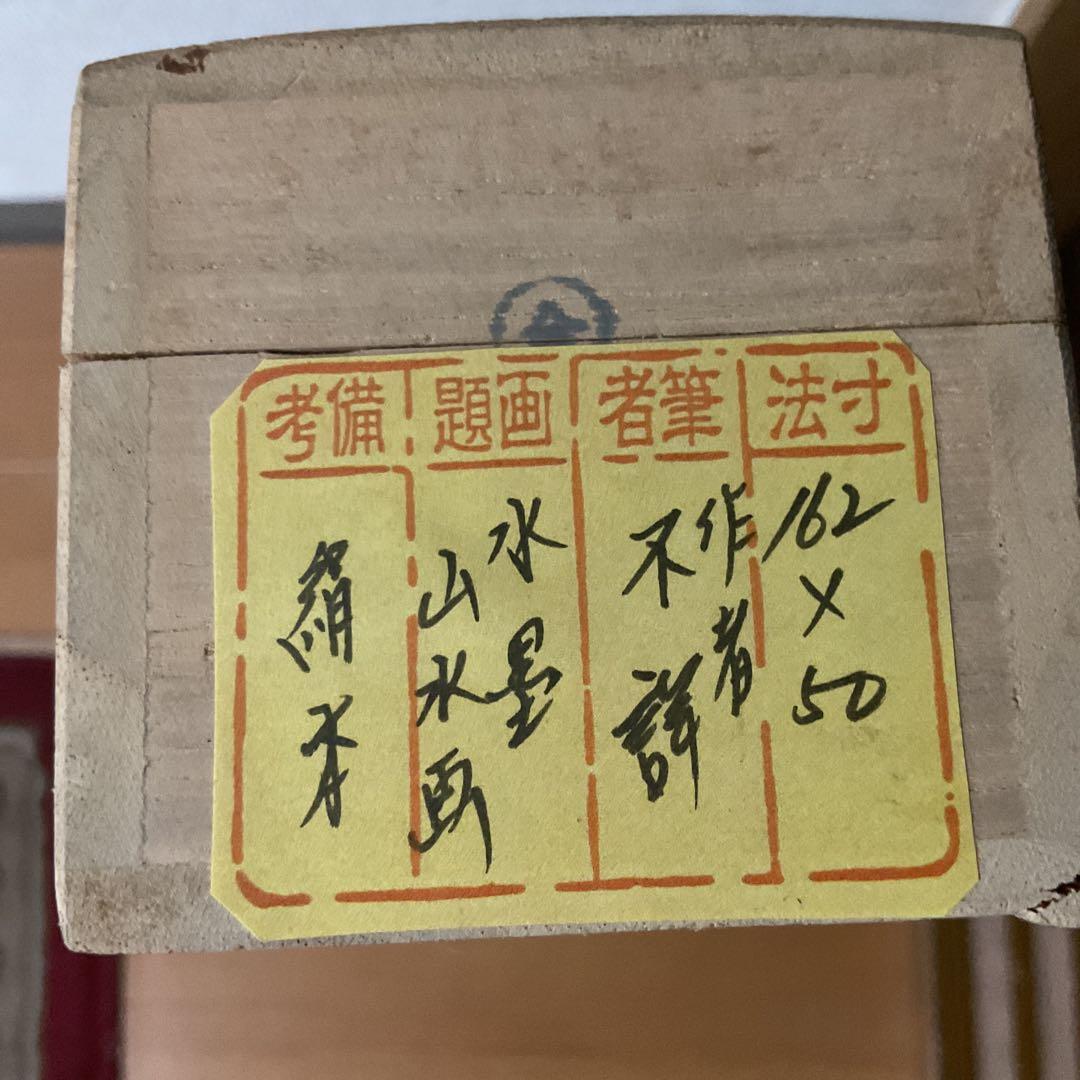 寸法
162
×
50
筆者
作者
不詳
画題
水墨
山水画
備考
絹本